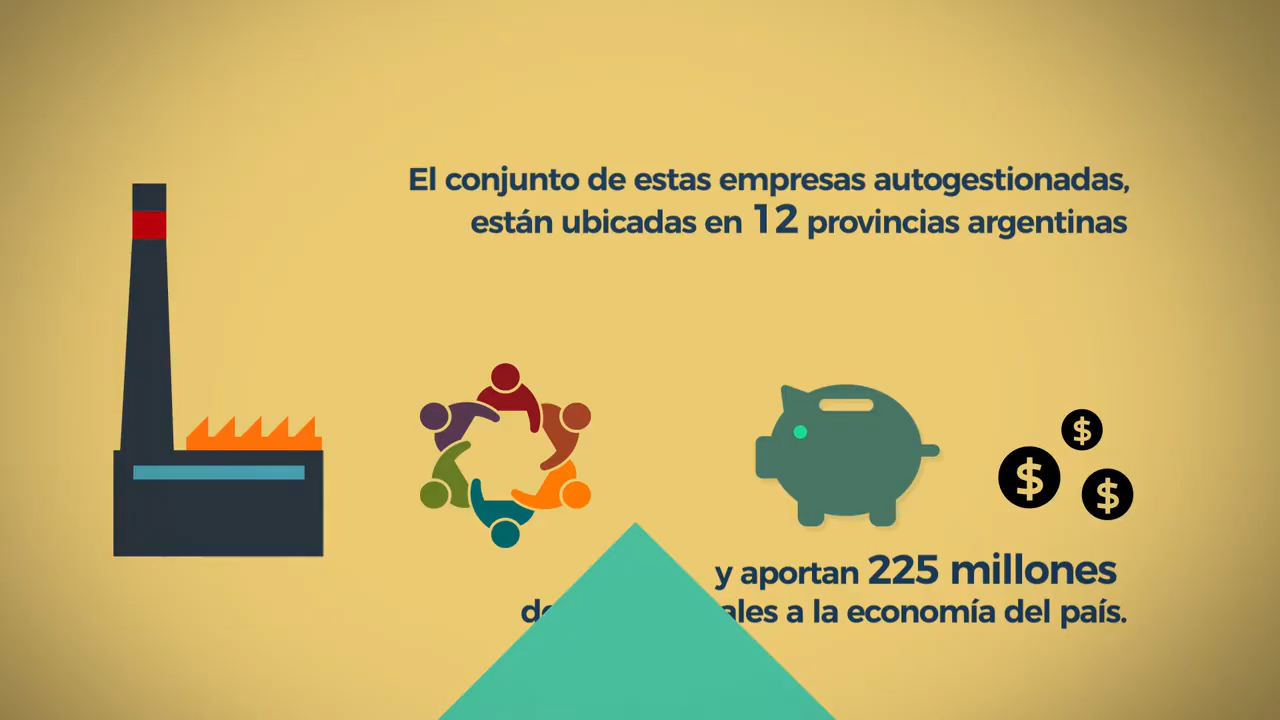 El conjunto de estas empresas autogestionadas,
están ubicadas en 12 provincias argentinas
$
$
$
y aportan 225 millones
a la economía del país.